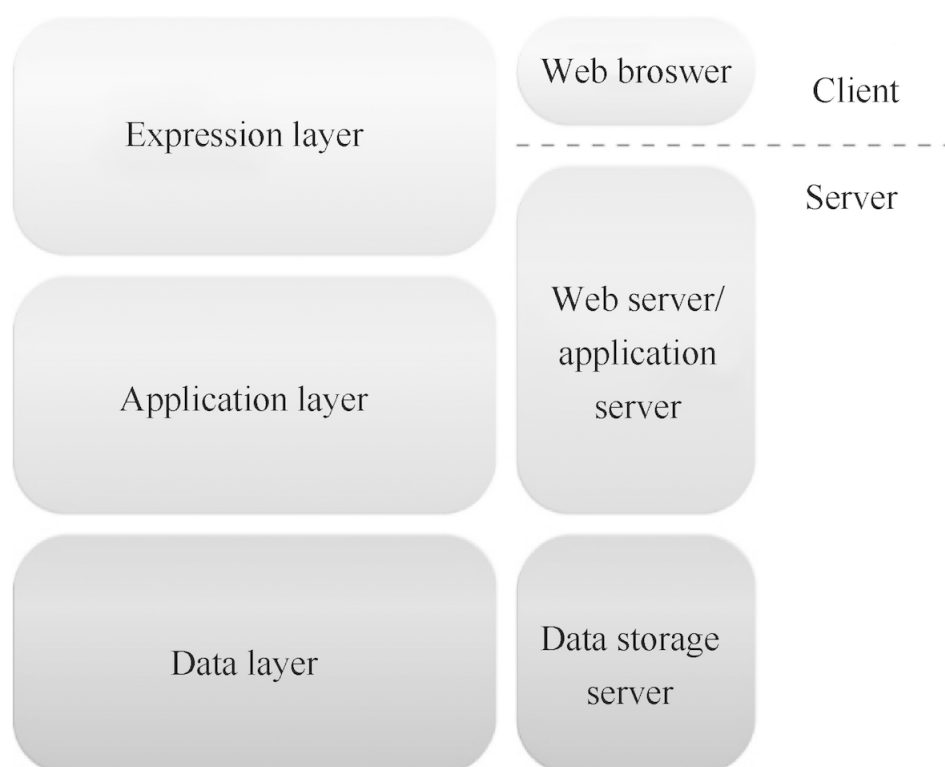 Expression layer
Web broswer
Client
Server
Application layer
Web server/
application
server
Data layer
Data storage
server